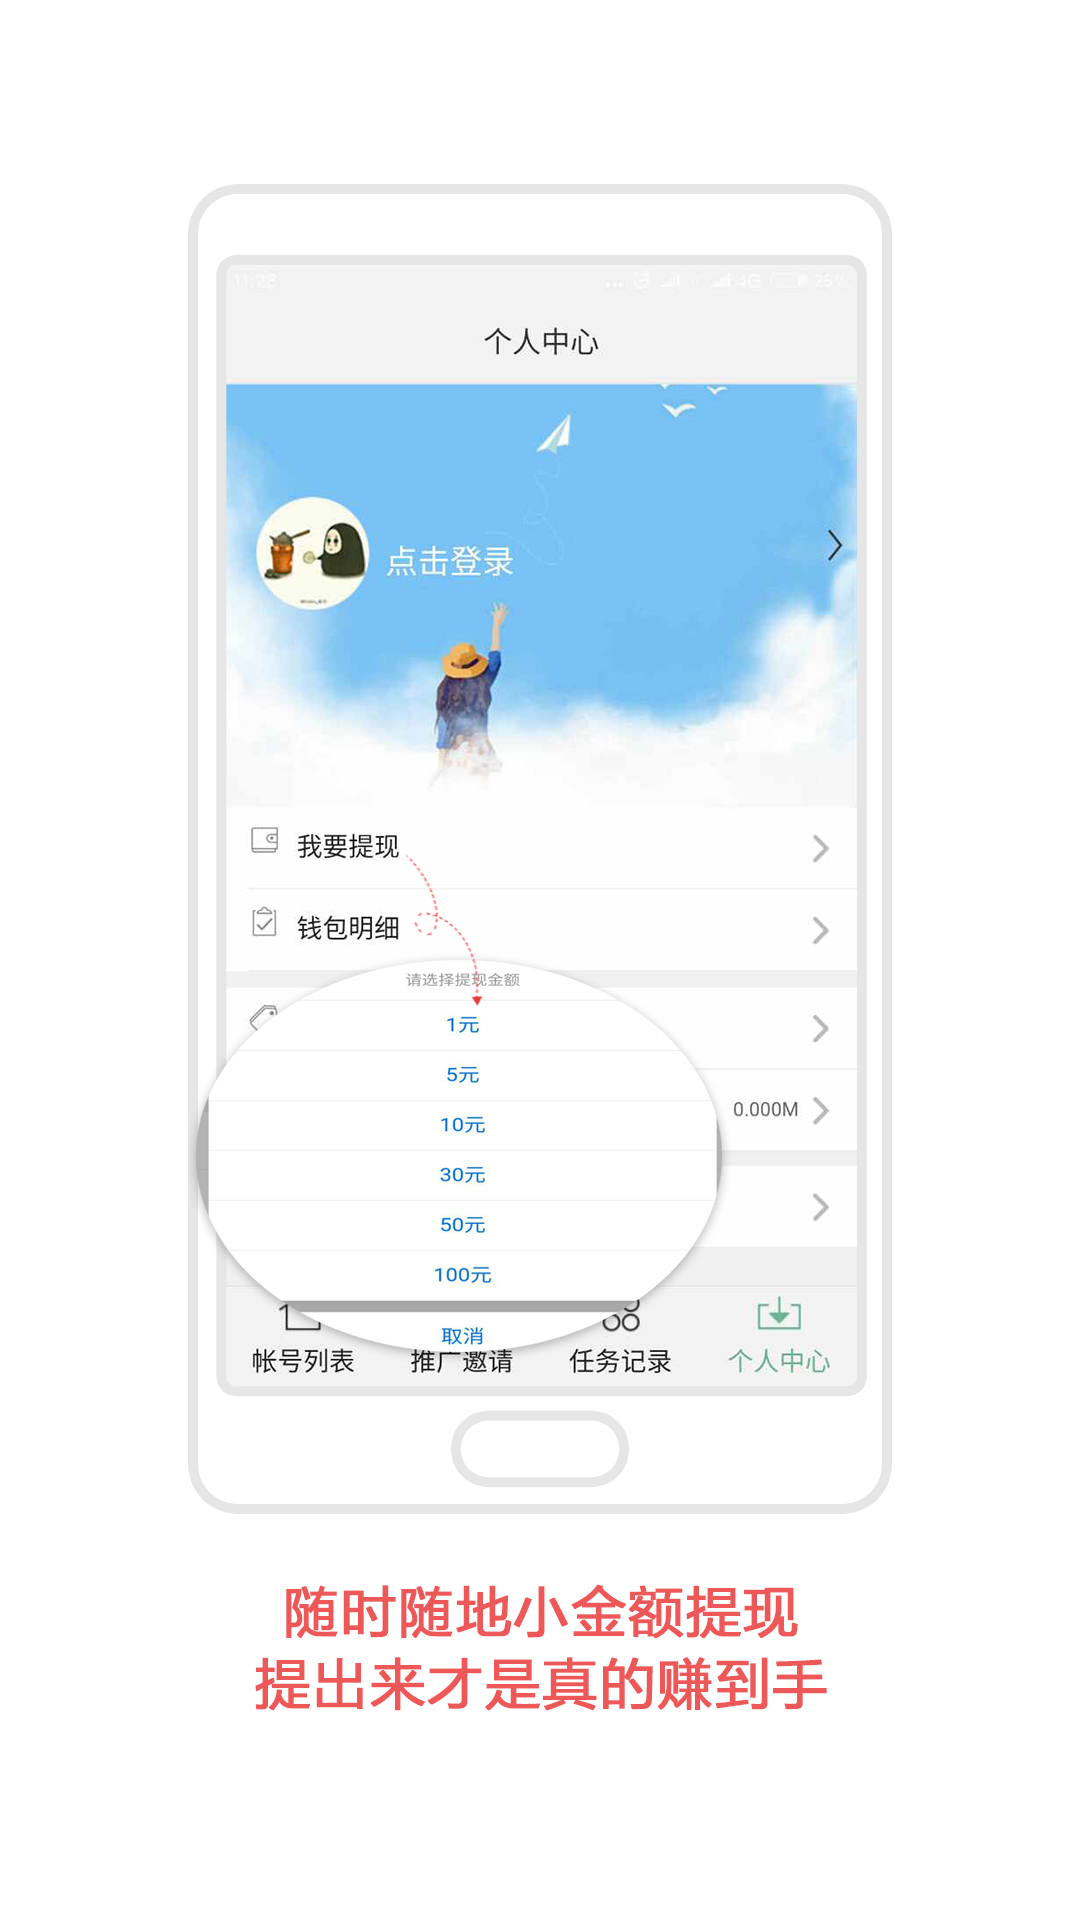 11:28
4G 25%
个人中心
点击登录
我要提现
钱包明细
请选择提现金额
1元
5元
10元
0.000M
30元
50元
100元
取消
帐号列表 推广邀请 任务记录 个人中心
随时随地小金额提现
提出来才是真的赚到手